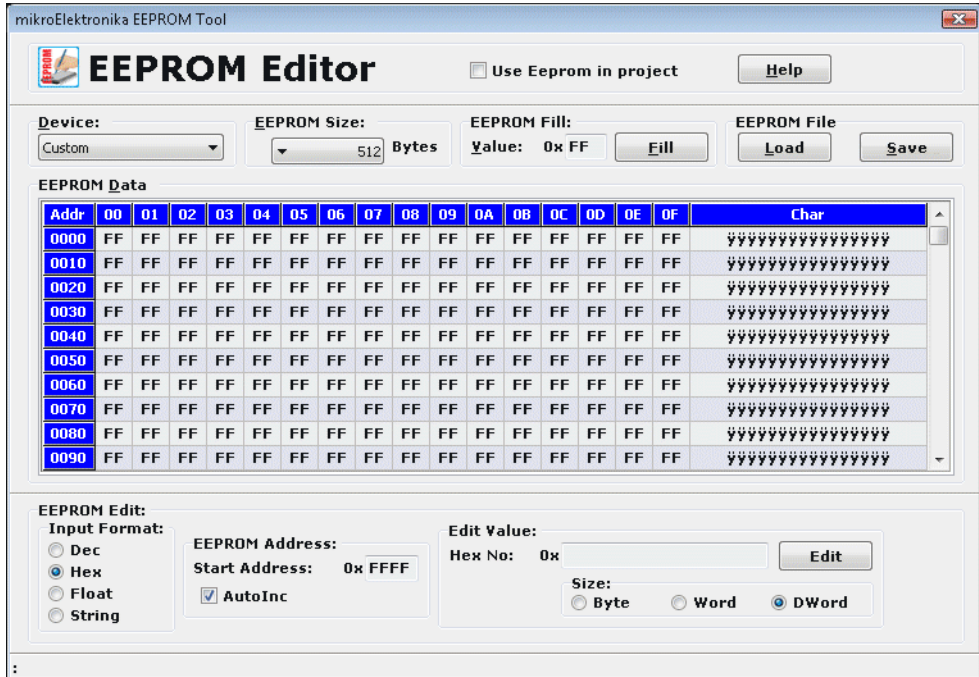 mikroElektronika EEPROM Tool
EEPROM
EEPROM Editor
Use Eeprom in project
Help
Device:
EEPROM Size:
EEPROM Fill:
EEPROM File
Custom
512 Bytes
Value: 0x FF
Fill
Load
Save
EEPROM Data
Addr 00 01 02 03 04 05 06 07 08 09 0A 0B 0C 0D 0E 0F Char
0000 FF FF FF FF FF FF FF FF FF FF FF FF FF FF FF FF ÿÿÿÿÿÿÿÿÿÿÿÿÿÿÿÿ
0010 FF FF FF FF FF FF FF FF FF FF FF FF FF FF FF FF ÿÿÿÿÿÿÿÿÿÿÿÿÿÿÿÿ
0020 FF FF FF FF FF FF FF FF FF FF FF FF FF FF FF FF ÿÿÿÿÿÿÿÿÿÿÿÿÿÿÿÿ
0030 FF FF FF FF FF FF FF FF FF FF FF FF FF FF FF FF ÿÿÿÿÿÿÿÿÿÿÿÿÿÿÿÿ
0040 FF FF FF FF FF FF FF FF FF FF FF FF FF FF FF FF ÿÿÿÿÿÿÿÿÿÿÿÿÿÿÿÿ
0050 FF FF FF FF FF FF FF FF FF FF FF FF FF FF FF FF ÿÿÿÿÿÿÿÿÿÿÿÿÿÿÿÿ
0060 FF FF FF FF FF FF FF FF FF FF FF FF FF FF FF FF ÿÿÿÿÿÿÿÿÿÿÿÿÿÿÿÿ
0070 FF FF FF FF FF FF FF FF FF FF FF FF FF FF FF FF ÿÿÿÿÿÿÿÿÿÿÿÿÿÿÿÿ
0080 FF FF FF FF FF FF FF FF FF FF FF FF FF FF FF FF ÿÿÿÿÿÿÿÿÿÿÿÿÿÿÿÿ
0090 FF FF FF FF FF FF FF FF FF FF FF FF FF FF FF FF ÿÿÿÿÿÿÿÿÿÿÿÿÿÿÿÿ
EEPROM Edit:
Input Format:
Dec
Hex
Float
String
EEPROM Address:
Start Address: 0x FFFF
AutoInc
Edit Value:
Hex No: 0x
Edit
Size:
Byte
Word
DWord
: